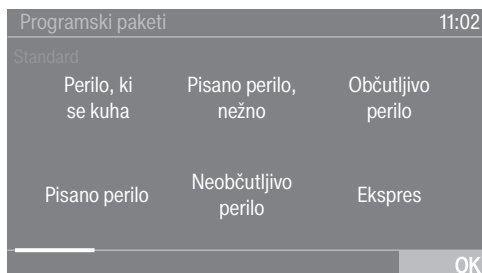 Programski paketi 11:02
Standard
Perilo, ki
se kuha
Pisano perilo,
nežno
Občutljivo
perilo
Pisano perilo
Neobčutljivo
perilo
Ekspres
OK